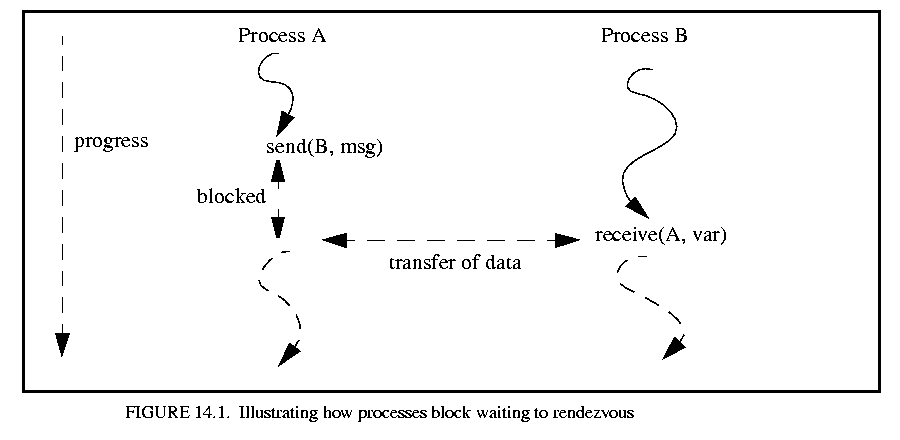 Process A
Process B
progress
send(B, msg)
blocked
receive(A, var)
transfer of data
FIGURE 14.1. Illustrating how processes block waiting to rendezvous